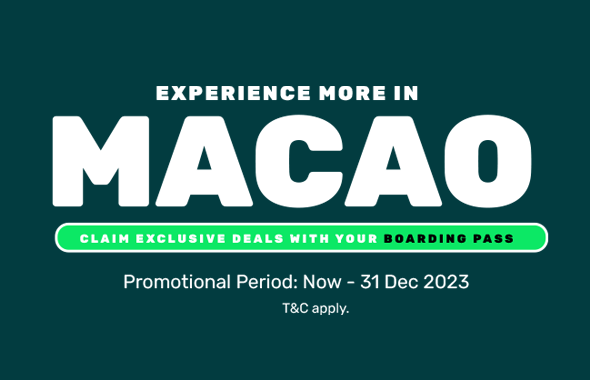 EXPERIENCE MORE IN
MACAO
CLAIM EXCLUSIVE DEALS WITH YOUR BOARDING PASS
Promotional Period: Now - 31 Dec 2023
T&C apply.